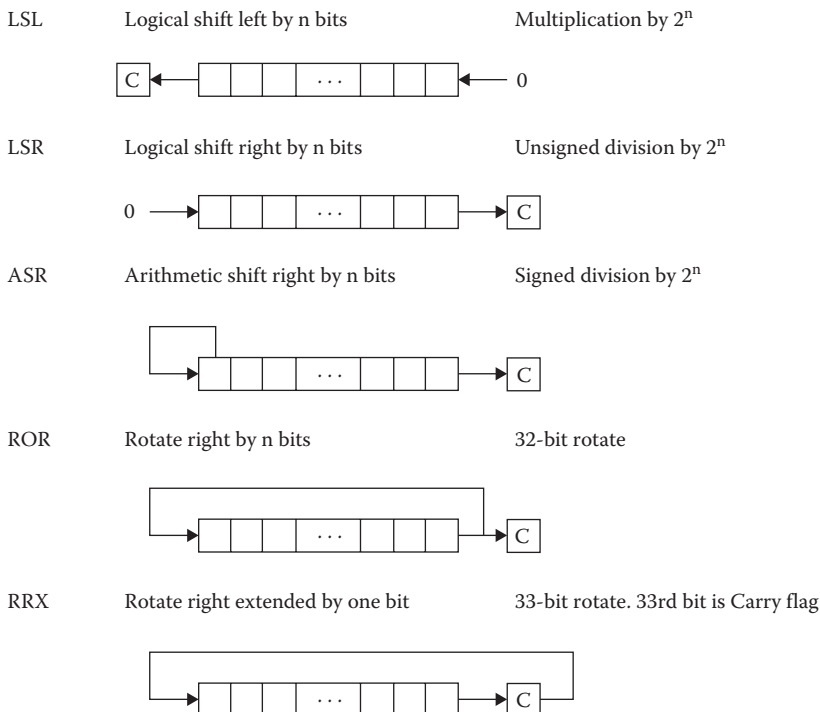 LSL Logical shift left by n bits Multiplication by 2ⁿ
C ... 0
LSR Logical shift right by n bits Unsigned division by 2ⁿ
0 ... C
ASR Arithmetic shift right by n bits Signed division by 2ⁿ
... C
ROR Rotate right by n bits 32-bit rotate
... C
RRX Rotate right extended by one bit 33-bit rotate. 33rd bit is Carry flag
... C